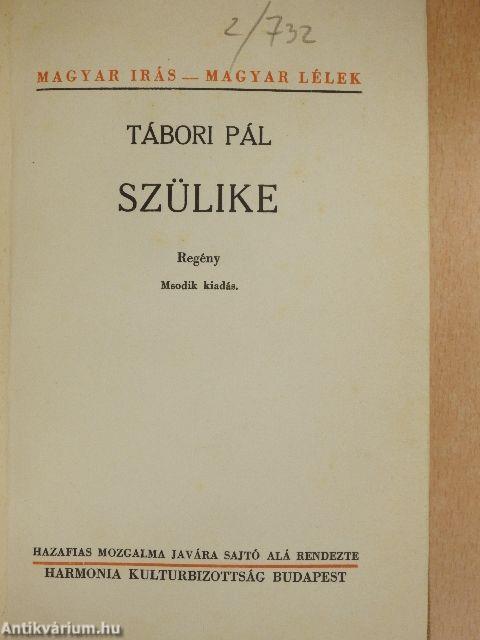 2/732
MAGYAR IRÁS — MAGYAR LÉLEK
TÁBORI PÁL
SZÜLIKE
Regény
Msodik kiadás.
HAZAFIAS MOZGALMA JAVÁRA SAJTÓ ALÁ RENDEZTE
HARMONIA KULTURBIZOTTSÁG BUDAPEST
Antikvárium.hu